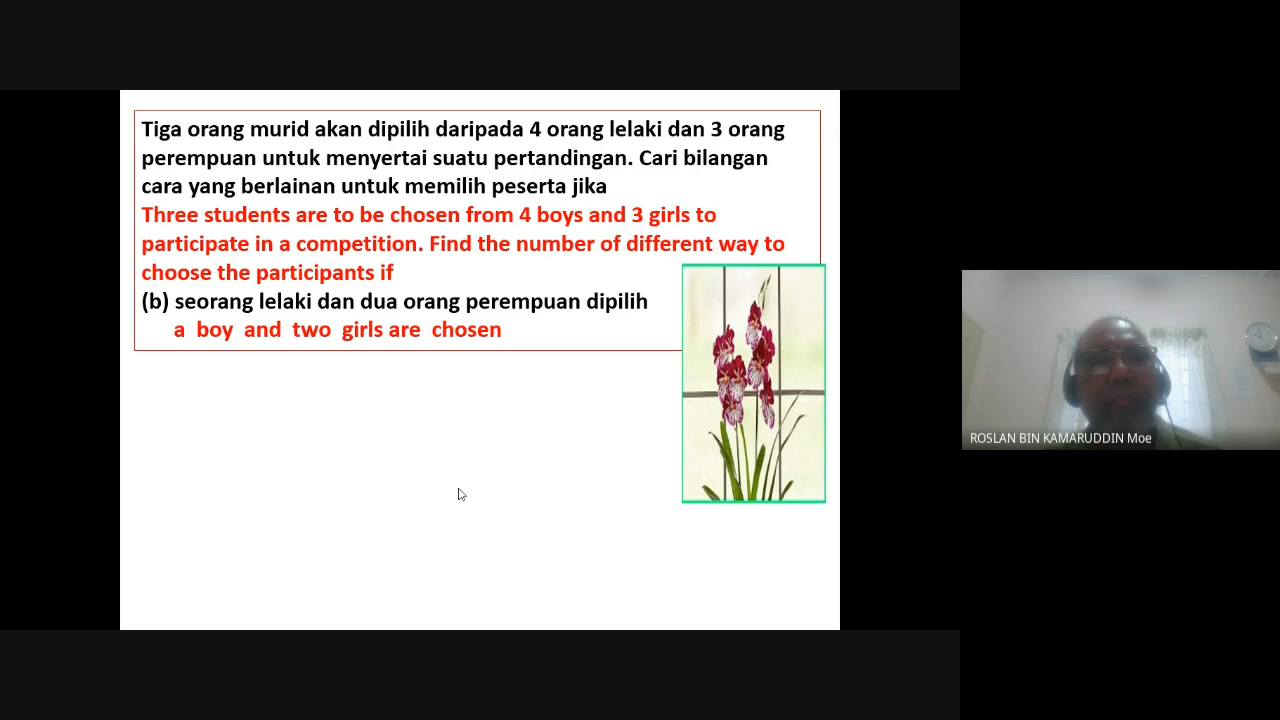 Tiga orang murid akan dipilih daripada 4 orang lelaki dan 3 orang
perempuan untuk menyertai suatu pertandingan. Cari bilangan
cara yang berlainan untuk memilih peserta jika
Three students are to be chosen from 4 boys and 3 girls to
participate in a competition. Find the number of different way to
choose the participants if
(b) seorang lelaki dan dua orang perempuan dipilih
a boy and two girls are chosen
ROSLAN BIN KAMARUDDIN Moe